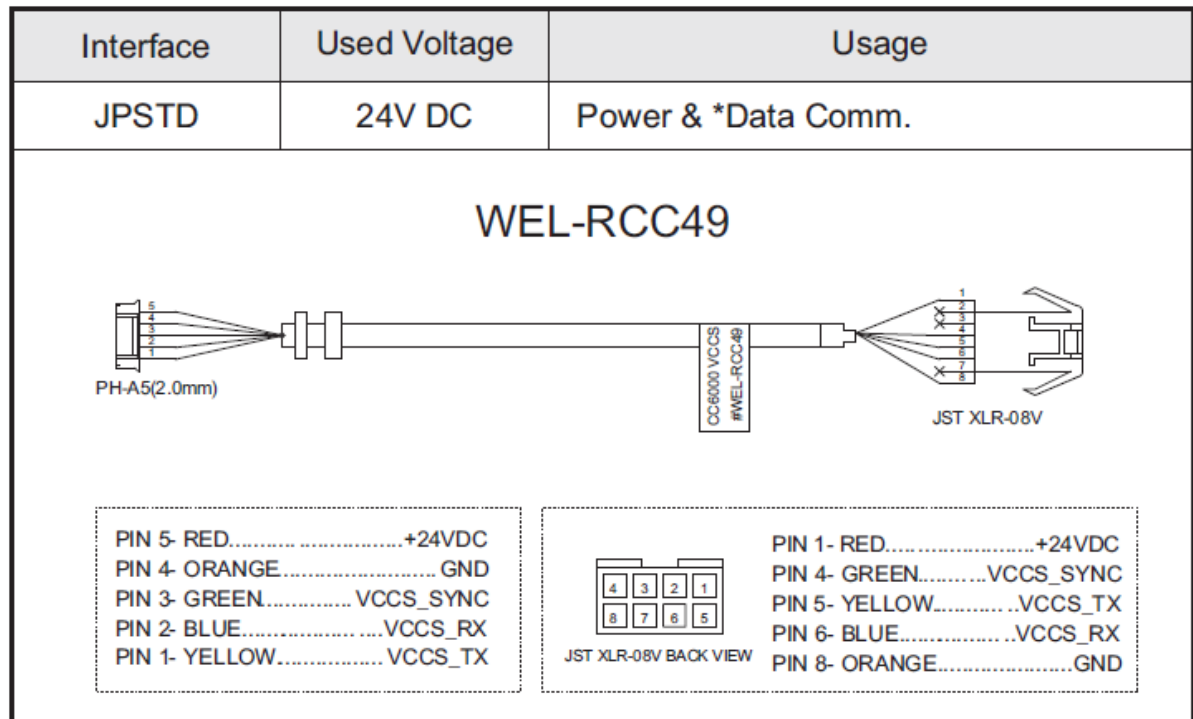 Interface Used Voltage Usage
JPSTD 24V DC Power & *Data Comm.
WEL-RCC49
5
4
3
2
1
PH-A5(2.0mm)
CC6000 VCCS
#WEL-RCC49
1
2
3
4
5
6
7
8
JST XLR-08V
PIN 5- RED.............................+24VDC
PIN 4- ORANGE.......................... GND
PIN 3- GREEN............... VCCS_SYNC
PIN 2- BLUE........................VCCS_RX
PIN 1- YELLOW.................. VCCS_TX
4 3 2 1
8 7 6 5
JST XLR-08V BACK VIEW
PIN 1- RED.........................+24VDC
PIN 4- GREEN...........VCCS_SYNC
PIN 5- YELLOW..............VCCS_TX
PIN 6- BLUE...................VCCS_RX
PIN 8- ORANGE.......................GND